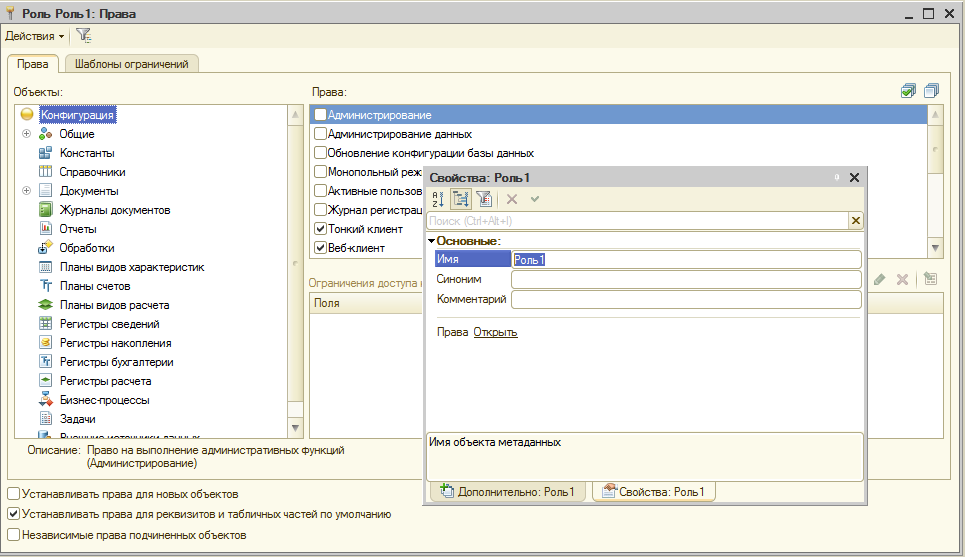 Роль Роль1: Права
Действия
Права
Шаблоны ограничений
Объекты:
Конфигурация
Общие
Константы
Справочники
Документы
Журналы документов
Отчеты
Обработки
Планы видов характеристик
Планы счетов
Планы видов расчета
Регистры сведений
Регистры накопления
Регистры бухгалтерии
Регистры расчета
Бизнес-процессы
Задачи
Внешние источники данных
Права:
Администрирование
Администрирование данных
Обновление конфигурации базы данных
Монопольный реж
Активные пользов
Журнал регистрац
Тонкий клиент
Веб-клиент
Ограничения доступа
Поля
Свойства: Роль1
Поиск (Ctrl+Alt+I)
Основные:
Имя Роль1
Синоним
Комментарий
Права Открыть
Имя объекта метаданных
Дополнительно: Роль1
Свойства: Роль1
Описание: Право на выполнение административных функций
(Администрирование)
Устанавливать права для новых объектов
Устанавливать права для реквизитов и табличных частей по умолчанию
Независимые права подчиненных объектов